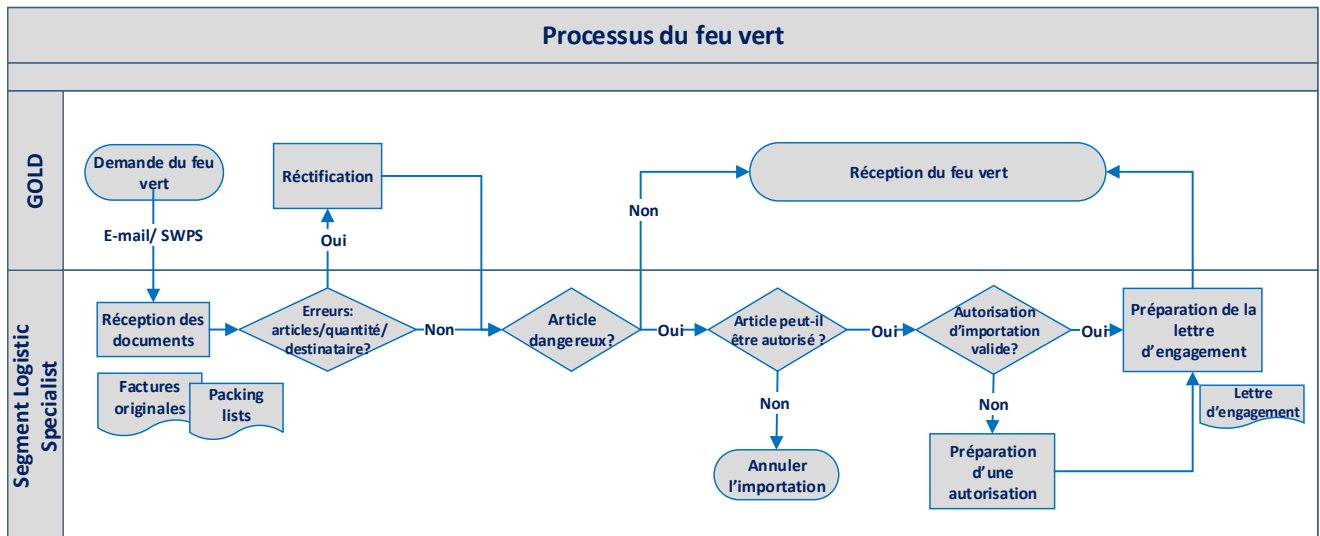 Processus du feu vert
GOLD
Demande du feu
vert
E-mail/ SWPS
Réctification
Oui
Réception du feu vert
Non
Segment Logistic
Specialist
Réception des
documents
Factures
originales
Packing
lists
Erreurs:
articles/quantité/
destinataire?
Non
Article
dangereux?
Oui
Article peut-il
être autorisé ?
Non
Annuler
l’importation
Oui
Autorisation
d’importation
valide?
Non
Préparation
d’une
autorisation
Oui
Préparation de la
lettre
d’engagement
Lettre
d’engagement